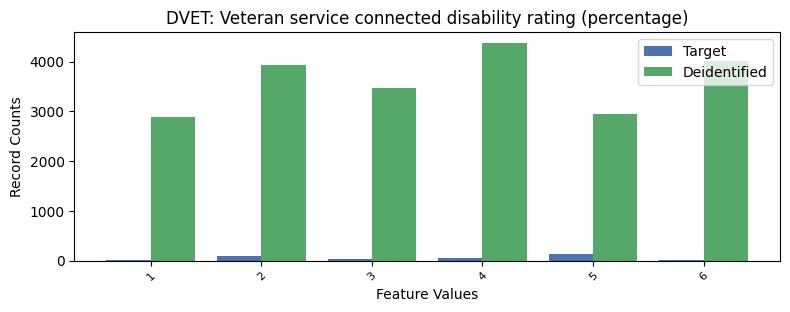 DVET: Veteran service connected disability rating (percentage)
Target
Deidentified
Record Counts
4000
3000
2000
1000
0
1 2 3 4 5 6
Feature Values